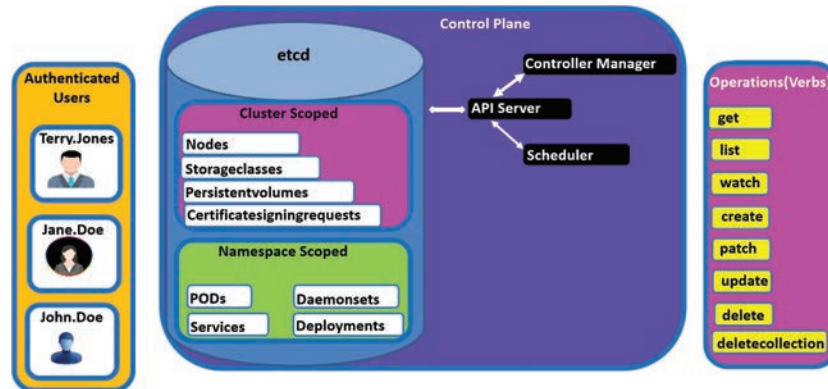 Authenticated
Users
Terry.Jones
Jane.Doe
John.Doe
Control Plane
etcd
Cluster Scoped
Nodes
Storageclasses
Persistentvolumes
Certificatesigningrequests
Namespace Scoped
PODs
Daemonsets
Services
Deployments
Controller Manager
API Server
Scheduler
Operations(Verbs)
get
list
watch
create
patch
update
delete
deletecollection